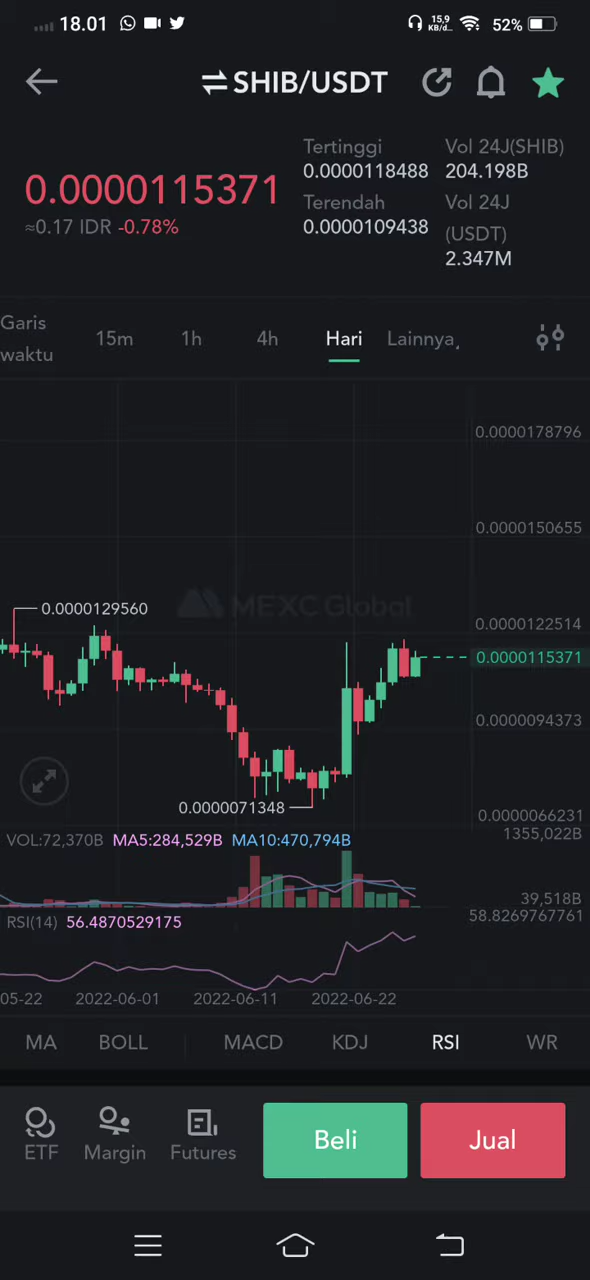 18.01
15,9
KB/d...
52%
SHIB/USDT
0.0000115371
≈0.17 IDR -0.78%
Tertinggi
0.0000118488
Terendah
0.0000109438
Vol 24J(SHIB)
204.198B
Vol 24J
(USDT)
2.347M
Garis
waktu
15m
1h
4h
Hari
Lainnya
0.0000178796
0.0000150655
0.0000129560
MEXC Global
0.0000122514
0.0000115371
0.0000094373
0.0000071348
0.0000066231
VOL:72,370B MA5:284,529B MA10:470,794B
1355,022B
39,518B
RSI(14) 56.4870529175
58.8269767761
05-22 2022-06-01 2022-06-11 2022-06-22
MA BOLL MACD KDJ RSI WR
ETF
Margin
Futures
Beli
Jual